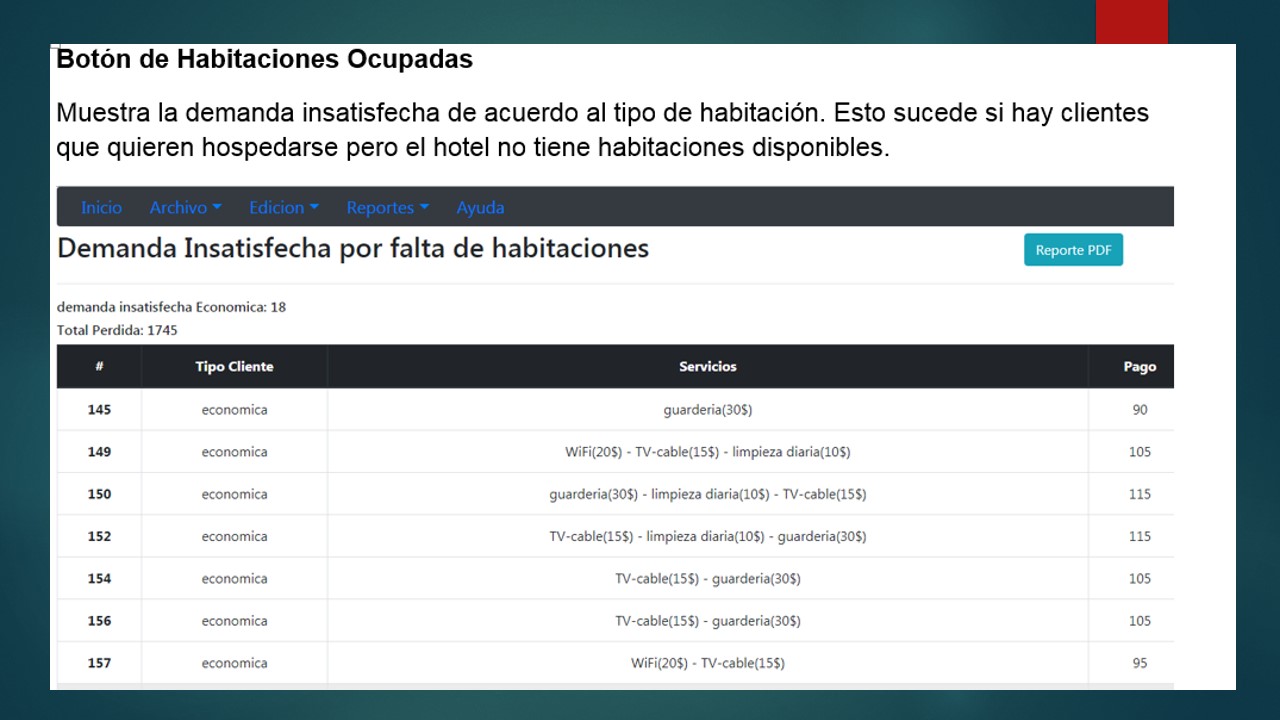 Botón de Habitaciones Ocupadas
Muestra la demanda insatisfecha de acuerdo al tipo de habitación. Esto sucede si hay clientes
que quieren hospedarse pero el hotel no tiene habitaciones disponibles.
Inicio Archivo Edicion Reportes Ayuda
Demanda Insatisfecha por falta de habitaciones Reporte PDF
demanda insatisfecha Economica: 18
Total Perdida: 1745
# Tipo Cliente Servicios Pago
145 economica guarderia(30$) 90
149 economica WiFi(20$) - TV-cable(15$) - limpieza diaria(10$) 105
150 economica guarderia(30$) - limpieza diaria(10$) - TV-cable(15$) 115
152 economica TV-cable(15$) - limpieza diaria(10$) - guarderia(30$) 115
154 economica TV-cable(15$) - guarderia(30$) 105
156 economica TV-cable(15$) - guarderia(30$) 105
157 economica WiFi(20$) - TV-cable(15$) 95